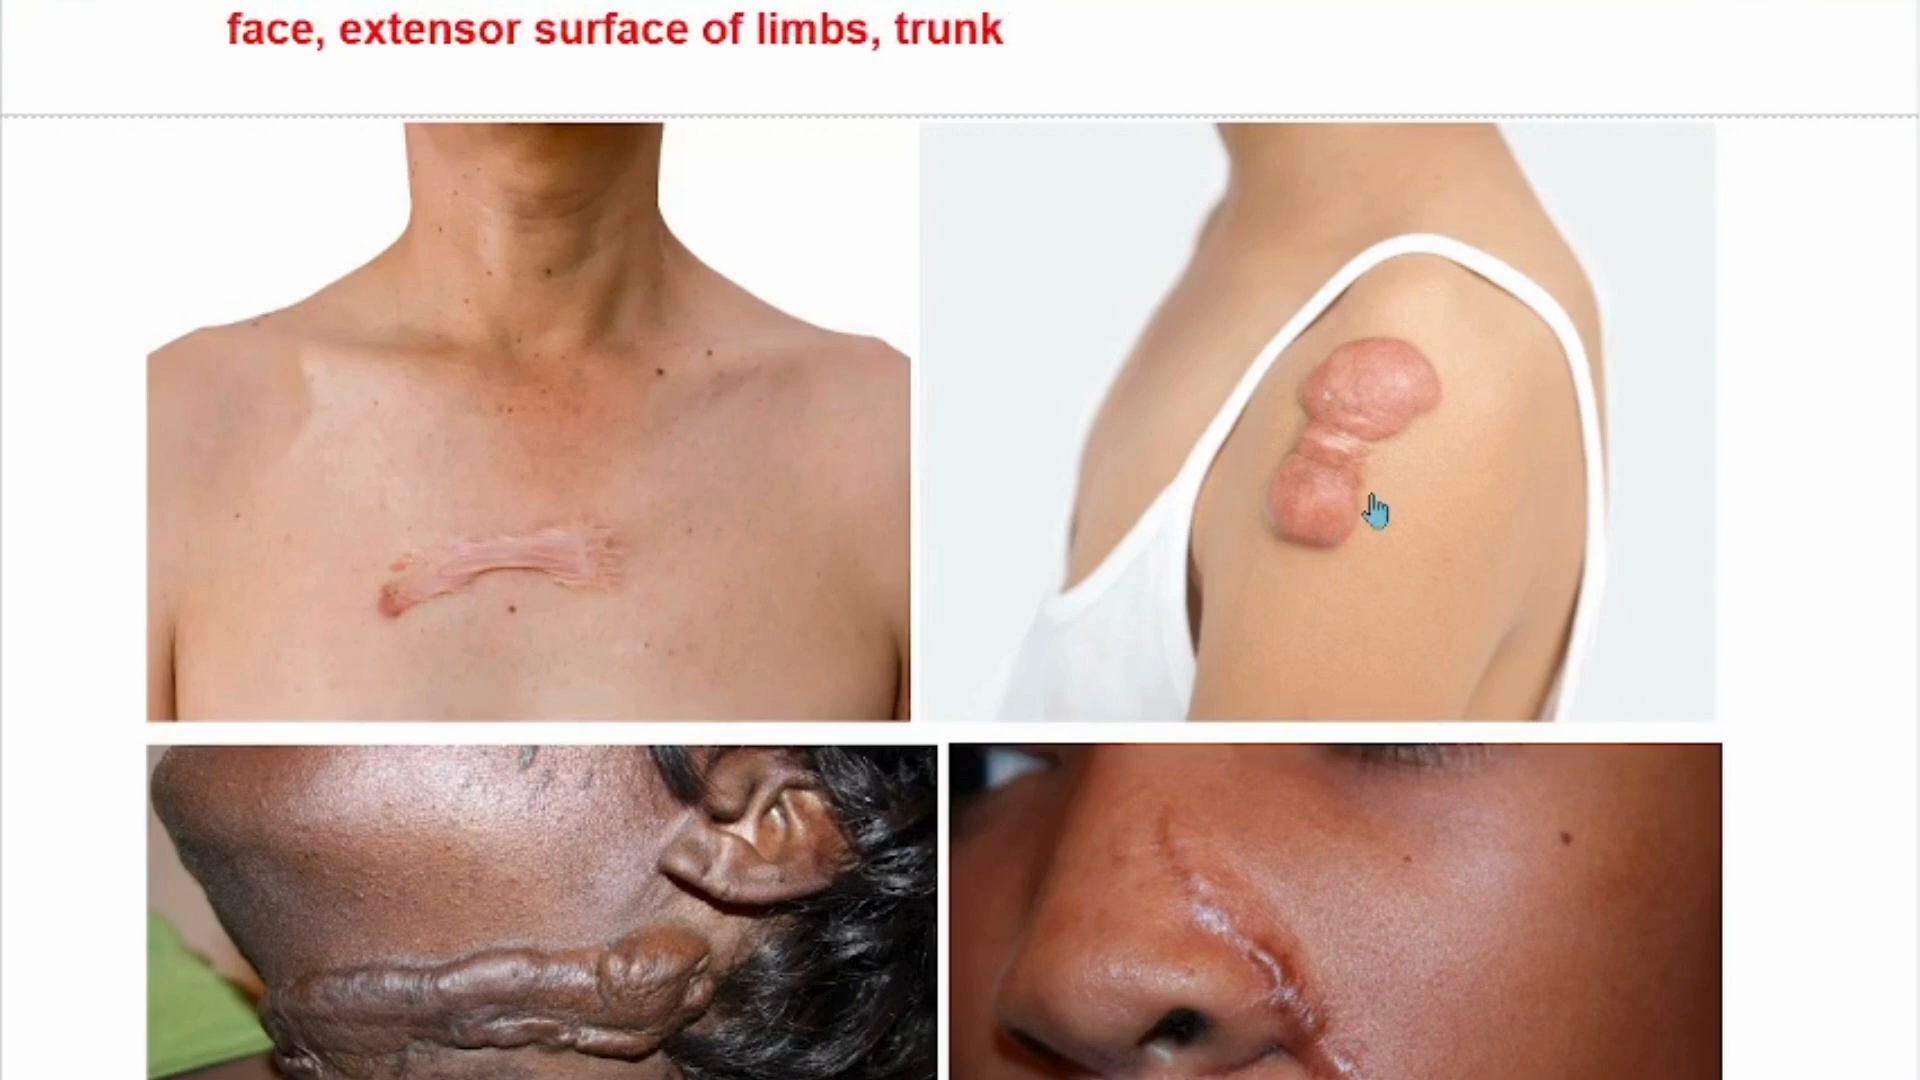 face, extensor surface of limbs, trunk